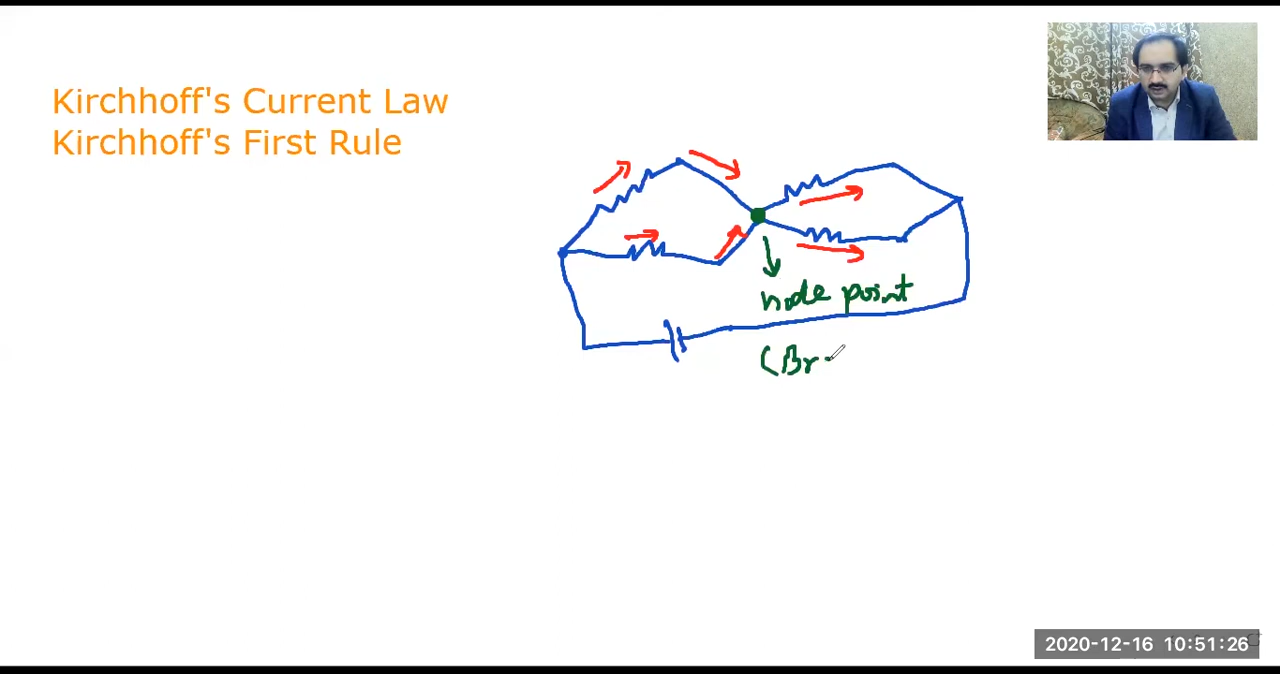 Kirchhoff's Current Law
Kirchhoff's First Rule
node point
(Br
2020-12-16 10:51:26